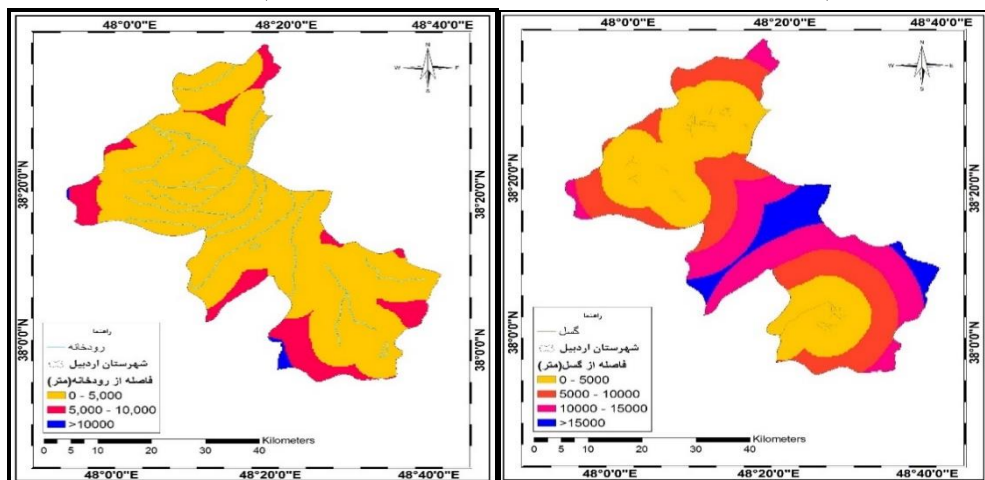 48°0'0"E 48°20'0"E 48°40'0"E
N
W E
S
38°20'0"N 38°20'0"N
38°0'0"N 38°0'0"N
راهنما
رودخانه
شهرستان اردبیل
فاصله از رودخانه(متر)
0 - 5,000
5,000 - 10,000
>10000
Kilometers
0 5 10 20 30 40
48°0'0"E 48°20'0"E 48°40'0"E
48°0'0"E 48°20'0"E 48°40'0"E
N
W E
S
38°20'0"N 38°20'0"N
38°0'0"N 38°0'0"N
راهنما
گسل
شهرستان اردبیل
فاصله از گسل(متر)
0 - 5000
5000 - 10000
10000 - 15000
>15000
Kilometers
0 5 10 20 30 40
48°0'0"E 48°20'0"E 48°40'0"E